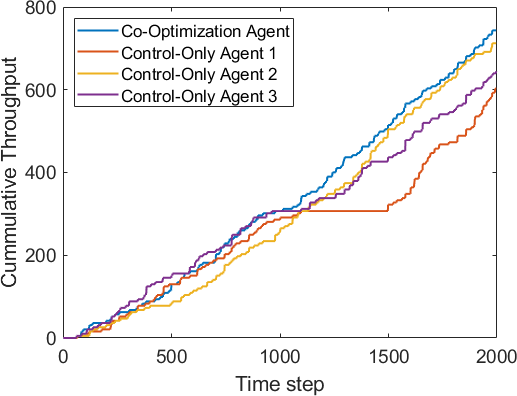 Co-Optimization Agent
Control-Only Agent 1
Control-Only Agent 2
Control-Only Agent 3
Cummulative Throughput
800
600
400
200
0
0 500 1000 1500 2000
Time step